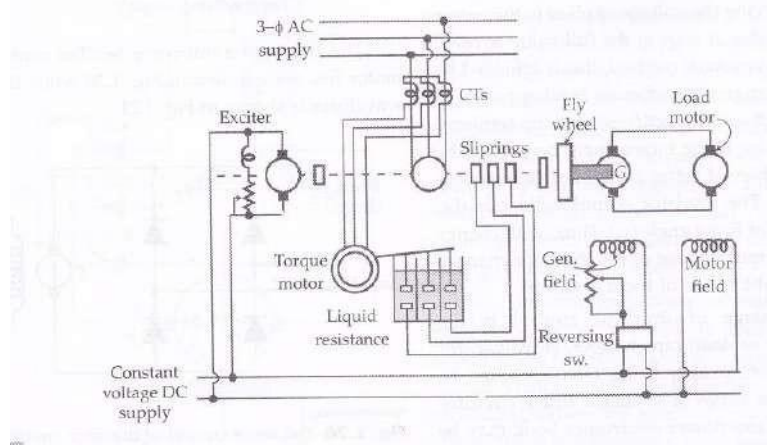 3-ϕ AC
supply
CTs
Exciter
Fly
wheel
Load
motor
Sliprings
G
Torque
motor
Liquid
resistance
Gen.
field
Motor
field
Reversing
sw.
Constant
voltage DC
supply